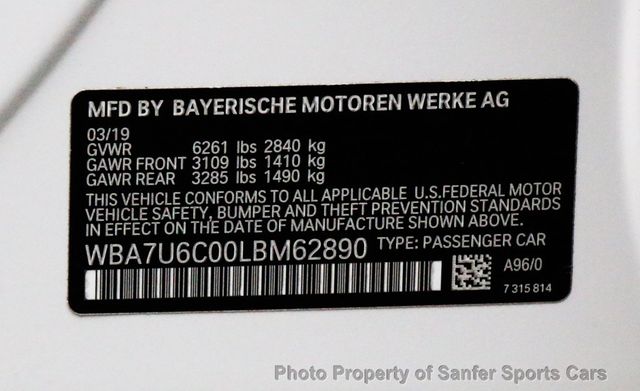 MFD BY BAYERISCHE MOTOREN WERKE AG
03/19
GVWR 6261 lbs 2840 kg
GAWR FRONT 3109 lbs 1410 kg
GAWR REAR 3285 lbs 1490 kg
THIS VEHICLE CONFORMS TO ALL APPLICABLE U.S.FEDERAL MOTOR
VEHICLE SAFETY, BUMPER AND THEFT PREVENTION STANDARDS
IN EFFECT ON THE DATE OF MANUFACTURE SHOWN ABOVE.
WBA7U6C00LBM62890 TYPE: PASSENGER CAR
A96/0
7 315 814
Photo Property of Sanfer Sports Cars